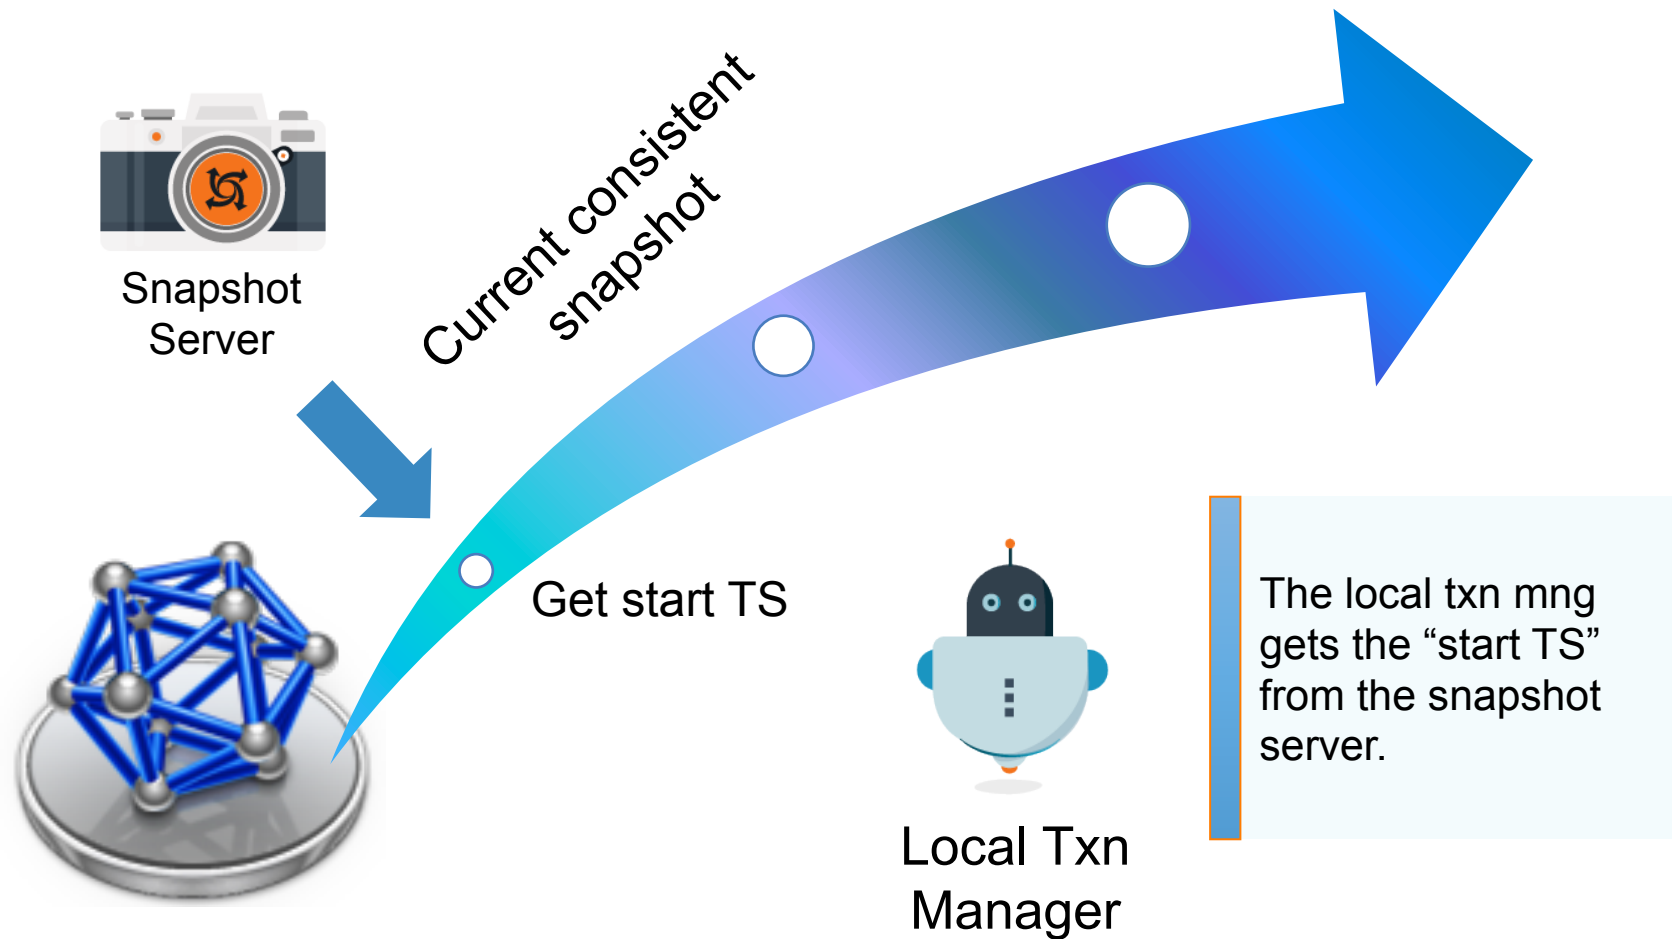 Current consistent
snapshot
Snapshot
Server
Get start TS
The local txn mng
gets the “start TS”
from the snapshot
server.
Local Txn
Manager